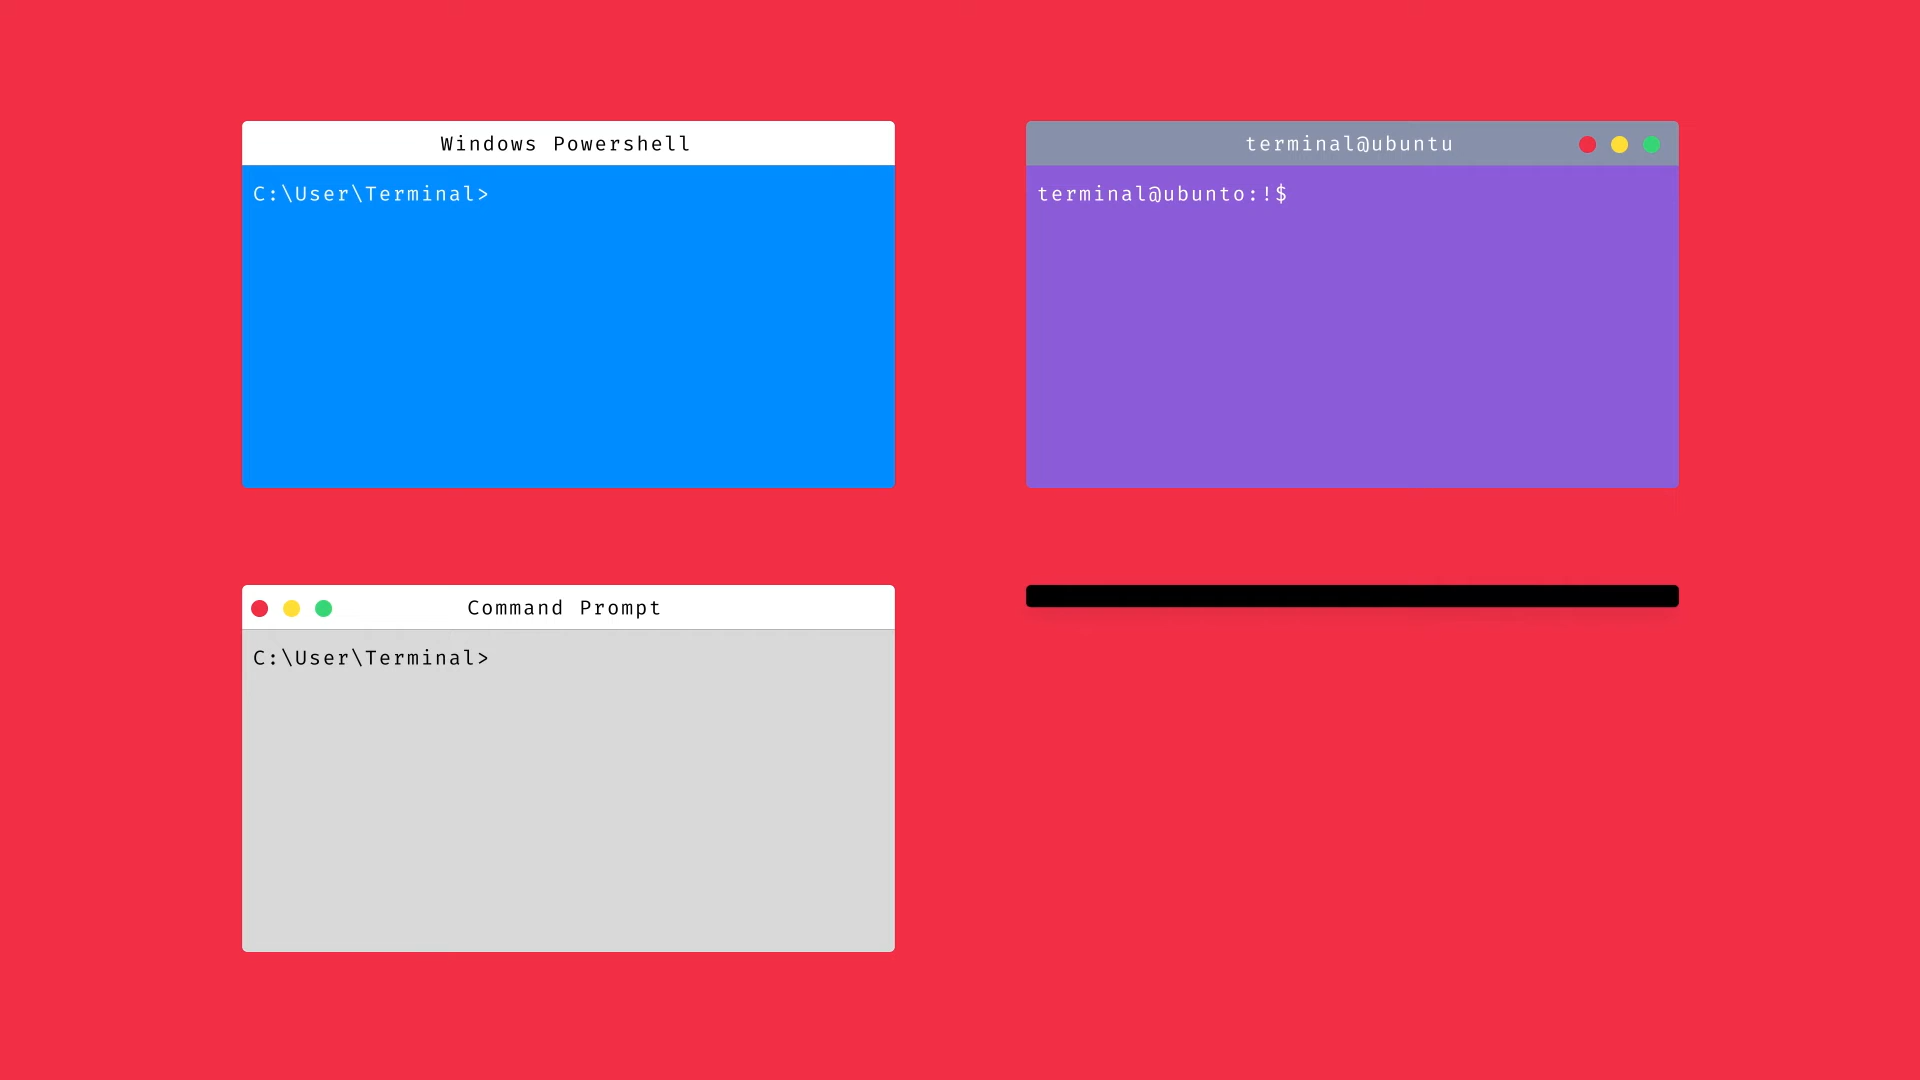 Windows Powershell
C:\User\Terminal>
terminal@ubuntu
terminal@ubunto:!$
Command Prompt
C:\User\Terminal>